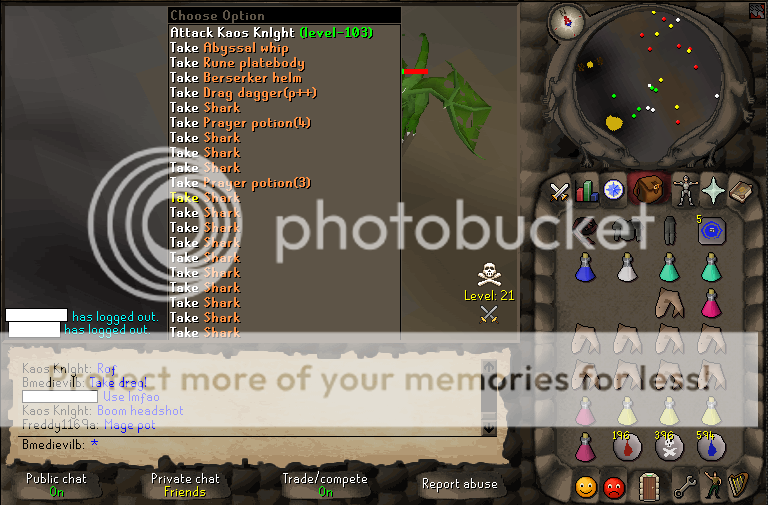 Choose Option
Attack Kaos Knlght (level-103)
Take Abyssal whip
Take Rune platebody
Take Berserker helm
Take Drag dagger(p++)
Take Shark
Take Prayer potion(4)
Take Shark
Take Shark
Take Shark
Take Prayer potion(3)
Take Shark
Take Shark
Take Shark
Take Shark
Take Shark
Take Shark
Take Shark
Take Shark
Take Shark
Take Shark
photobucket
5
Level: 21
has logged out.
has logged out.
Kaos Knlght:
Bmedievilb: Take drag!
Use lmfao
Kaos Knlght: Boom headshot
Freddy1169a: Mage pot
Bmedievilb: *
Protect more of your memories for less!
196
396
594
Public chat
On
Private chat
Friends
Trade/compete
On
Report abuse